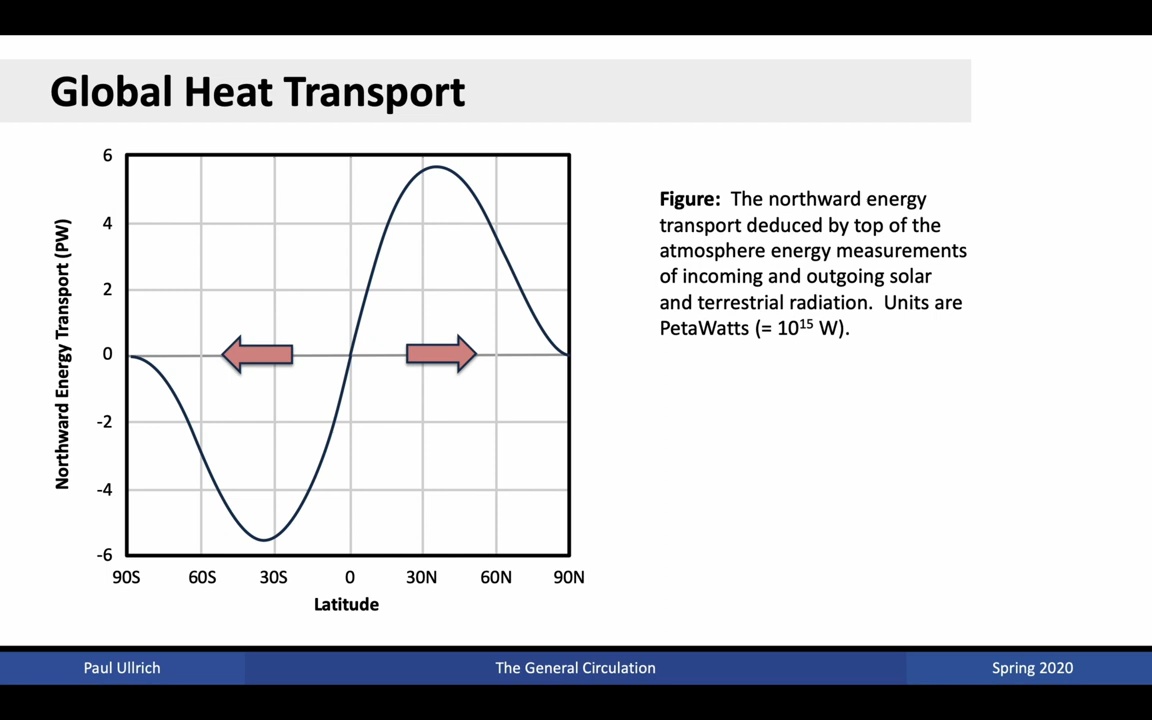 Global Heat Transport
6
4
2
0
-2
-4
-6
Northward Energy Transport (PW)
90S 60S 30S 0 30N 60N 90N
Latitude
Figure: The northward energy
transport deduced by top of the
atmosphere energy measurements
of incoming and outgoing solar
and terrestrial radiation. Units are
PetaWatts (= 10¹⁵ W).
Paul Ullrich
The General Circulation
Spring 2020